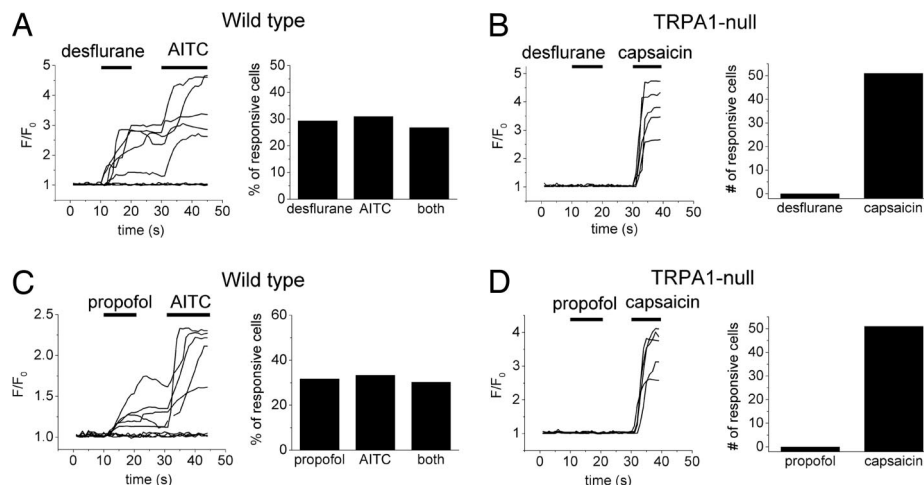 A
Wild type
desflurane
AITC
F/F0
5
4
3
2
1
0 10 20 30 40 50
time (s)
% of responsive cells
50
40
30
20
10
0
desflurane AITC both
B
TRPA1-null
desflurane capsaicin
F/F0
5
4
3
2
1
0 10 20 30 40 50
time (s)
# of responsive cells
50
40
30
20
10
0
desflurane capsaicin
C
Wild type
propofol
AITC
F/F0
2.5
2.0
1.5
1.0
0 10 20 30 40 50
time (s)
% of responsive cells
60
40
20
0
propofol AITC both
D
TRPA1-null
propofol capsaicin
F/F0
4
3
2
1
0 10 20 30 40 50
time (s)
# of responsive cells
50
40
30
20
10
0
propofol capsaicin